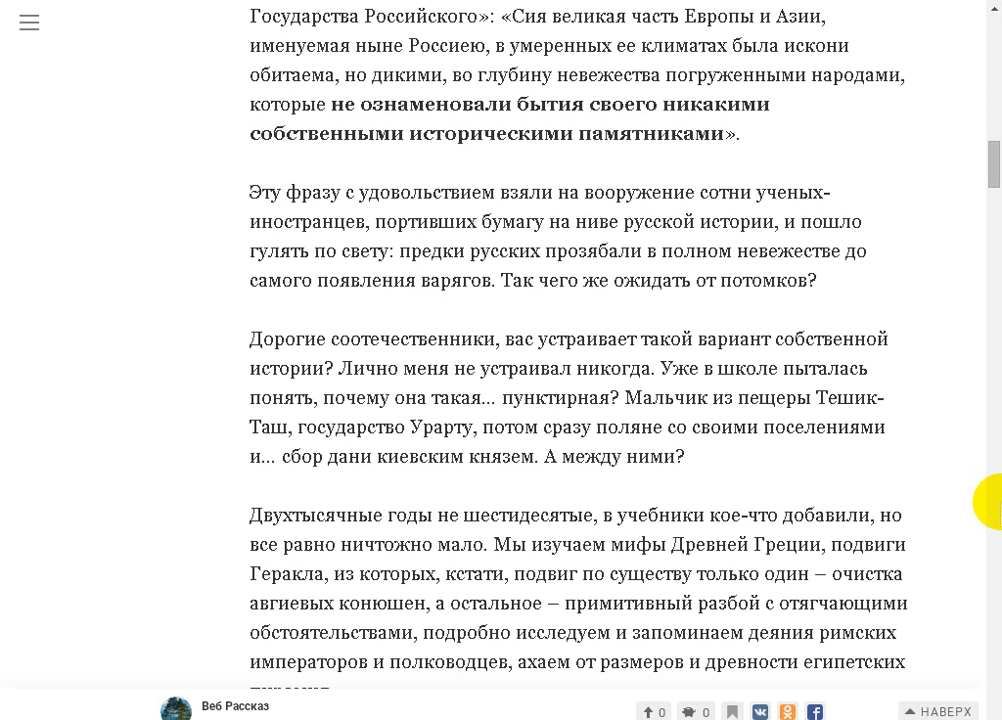 Государства Российского»: «Сия великая часть Европы и Азии,
именуемая ныне Россиею, в умеренных ее климатах была искони
обитаема, но дикими, во глубину невежества погруженными народами,
которые не ознаменовали бытия своего никакими
собственными историческими памятниками».
Эту фразу с удовольствием взяли на вооружение сотни ученых-
иностранцев, портивших бумагу на ниве русской истории, и пошло
гулять по свету: предки русских прозябали в полном невежестве до
самого появления варягов. Так чего же ожидать от потомков?
Дорогие соотечественники, вас устраивает такой вариант собственной
истории? Лично меня не устраивал никогда. Уже в школе пыталась
понять, почему она такая... пунктирная? Мальчик из пещеры Тешик-
Таш, государство Урарту, потом сразу поляне со своими поселениями
и... сбор дани киевским князем. А между ними?
Двухтысячные годы не шестидесятые, в учебники кое-что добавили, но
все равно ничтожно мало. Мы изучаем мифы Древней Греции, подвиги
Геракла, из которых, кстати, подвиг по существу только один – очистка
авгиевых конюшен, а остальное – примитивный разбой с отягчающими
обстоятельствами, подробно исследуем и запоминаем деяния римских
императоров и полководцев, ахаем от размеров и древности египетских
Веб Рассказ
0 0 НАВЕРХ